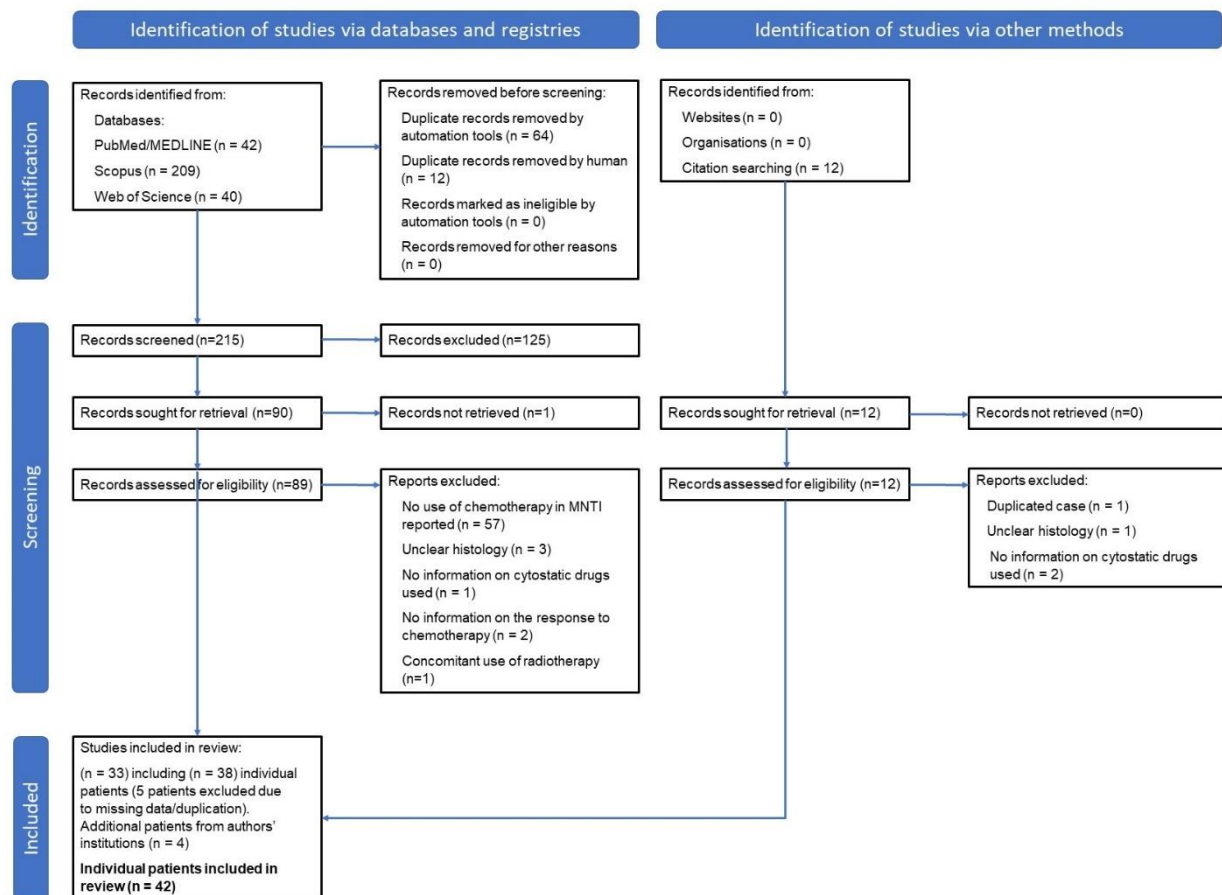 Identification of studies via databases and registries
Identification of studies via other methods
Identification
Records identified from:
Databases:
PubMed/MEDLINE (n = 42)
Scopus (n = 209)
Web of Science (n = 40)
Records removed before screening:
Duplicate records removed by
automation tools (n = 64)
Duplicate records removed by human
(n = 12)
Records marked as ineligible by
automation tools (n = 0)
Records removed for other reasons
(n = 0)
Records identified from:
Websites (n = 0)
Organisations (n = 0)
Citation searching (n = 12)
Screening
Records screened (n=215)
Records excluded (n=125)
Records sought for retrieval (n=90)
Records not retrieved (n=1)
Records sought for retrieval (n=12)
Records not retrieved (n=0)
Records assessed for eligibility (n=89)
Reports excluded:
No use of chemotherapy in MNTI
reported (n = 57)
Unclear histology (n = 3)
No information on cytostatic drugs
used (n = 1)
No information on the response to
chemotherapy (n = 2)
Concomitant use of radiotherapy
(n=1)
Records assessed for eligibility (n=12)
Reports excluded:
Duplicated case (n = 1)
Unclear histology (n = 1)
No information on cytostatic drugs
used (n = 2)
Included
Studies included in review:
(n = 33) including (n = 38) individual
patients (5 patients excluded due
to missing data/duplication).
Additional patients from authors'
institutions (n = 4)
Individual patients included in
review (n = 42)